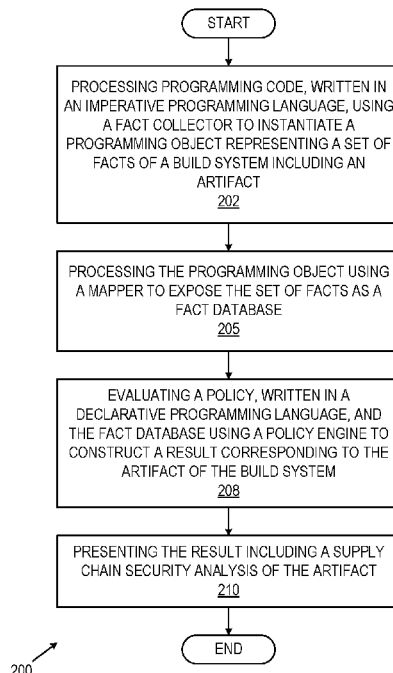 START
PROCESSING PROGRAMMING CODE, WRITTEN IN
AN IMPERATIVE PROGRAMMING LANGUAGE, USING
A FACT COLLECTOR TO INSTANTIATE A
PROGRAMMING OBJECT REPRESENTING A SET OF
FACTS OF A BUILD SYSTEM INCLUDING AN
ARTIFACT
202
PROCESSING THE PROGRAMMING OBJECT USING
A MAPPER TO EXPOSE THE SET OF FACTS AS A
FACT DATABASE
205
EVALUATING A POLICY, WRITTEN IN A
DECLARATIVE PROGRAMMING LANGUAGE, AND
THE FACT DATABASE USING A POLICY ENGINE TO
CONSTRUCT A RESULT CORRESPONDING TO THE
ARTIFACT OF THE BUILD SYSTEM
208
PRESENTING THE RESULT INCLUDING A SUPPLY
CHAIN SECURITY ANALYSIS OF THE ARTIFACT
210
END
200